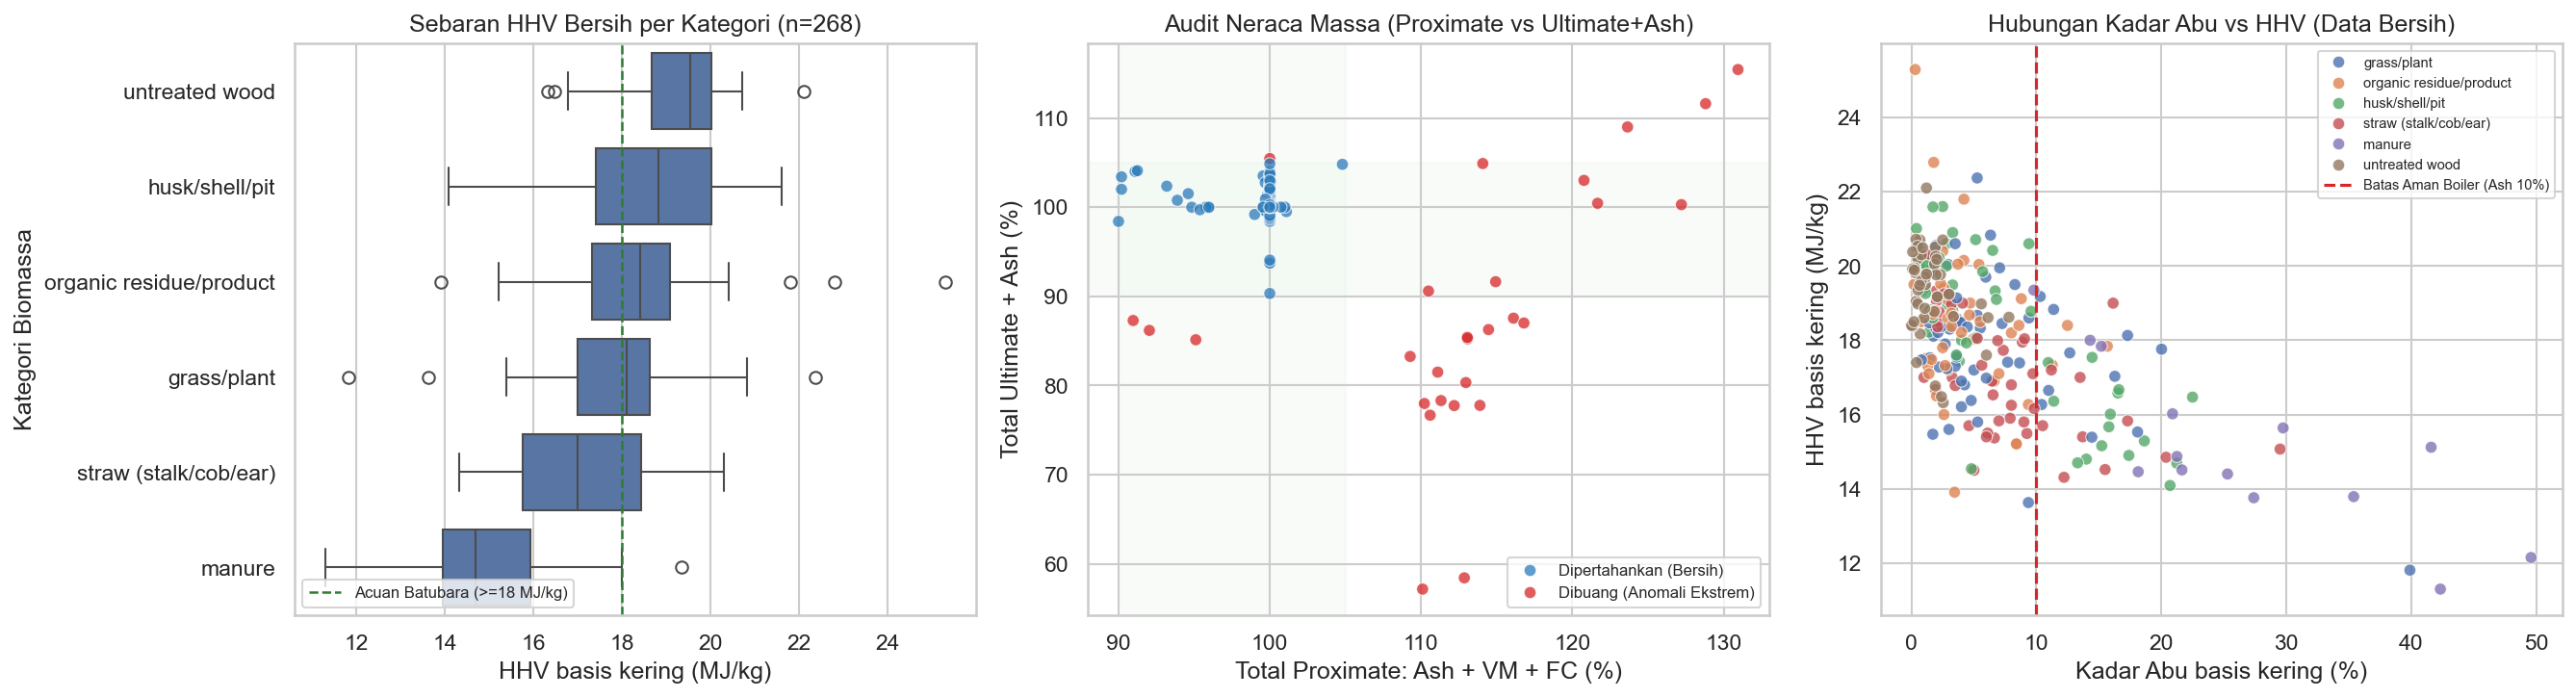 Sebaran HHV Bersih per Kategori (n=268)
Kategori Biomassa
untreated wood
husk/shell/pit
organic residue/product
grass/plant
straw (stalk/cob/ear)
manure
Acuan Batubara (>=18 MJ/kg)
12 14 16 18 20 22 24
HHV basis kering (MJ/kg)
Audit Neraca Massa (Proximate vs Ultimate+Ash)
Total Ultimate + Ash (%)
110
100
90
80
70
60
Dipertahankan (Bersih)
Dibuang (Anomali Ekstrem)
90 100 110 120 130
Total Proximate: Ash + VM + FC (%)
Hubungan Kadar Abu vs HHV (Data Bersih)
HHV basis kering (MJ/kg)
24
22
20
18
16
14
12
grass/plant
organic residue/product
husk/shell/pit
straw (stalk/cob/ear)
manure
untreated wood
Batas Aman Boiler (Ash 10%)
0 10 20 30 40 50
Kadar Abu basis kering (%)